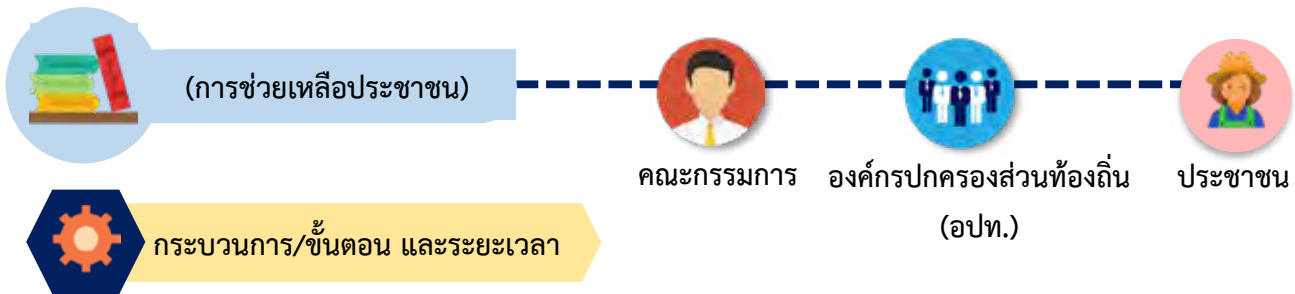 (การช่วยเหลือประชาชน)
คณะกรรมการ
องค์กรปกครองส่วนท้องถิ่น
(อปท.)
ประชาชน
กระบวนการ/ขั้นตอน และระยะเวลา